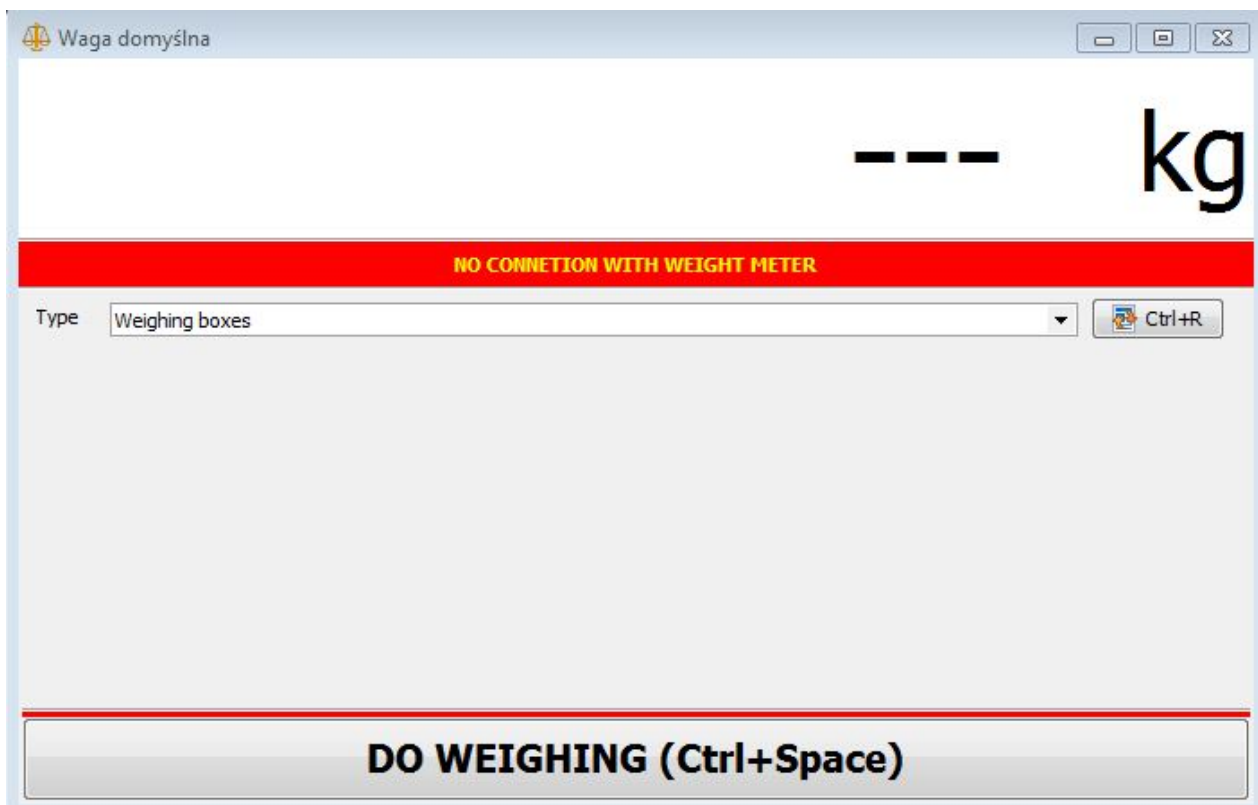 Waga domyślna
--- kg
NO CONNETION WITH WEIGHT METER
Type Weighing boxes Ctrl+R
DO WEIGHING (Ctrl+Space)